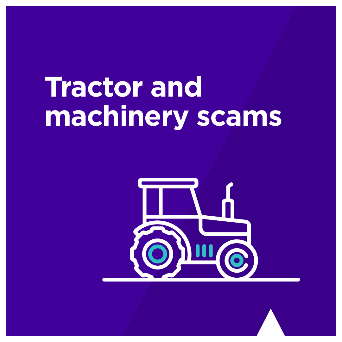 Tractor and
machinery scams